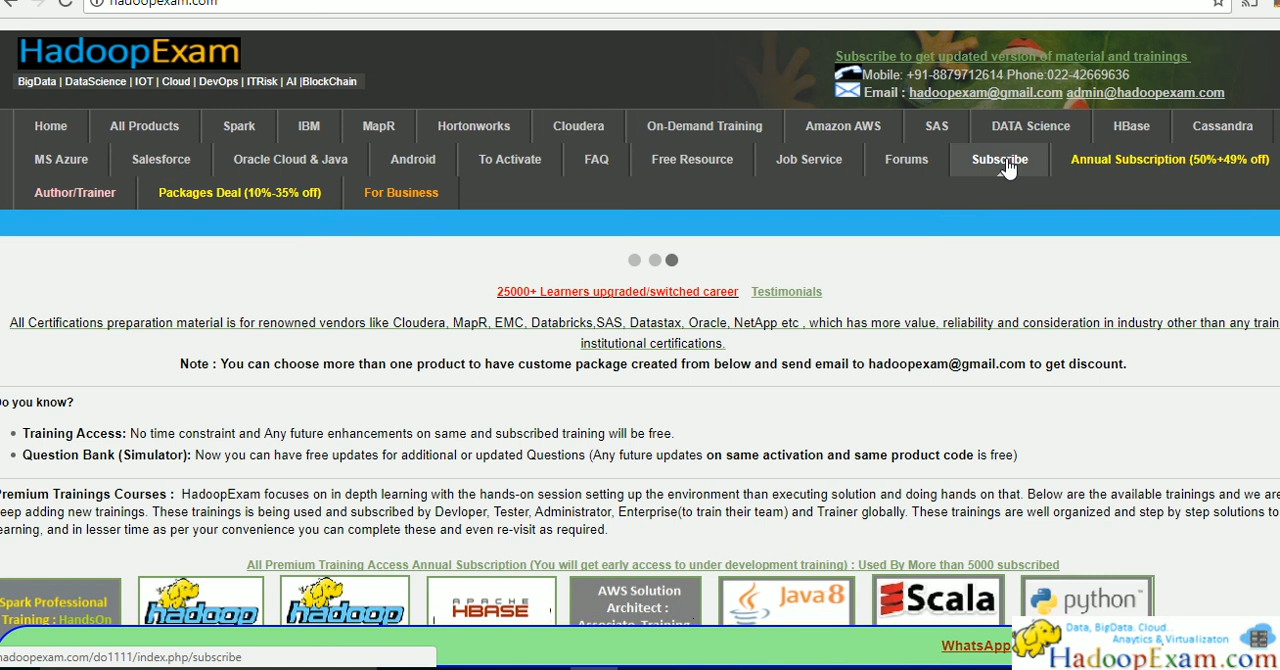 hadoopexam.com
HadoopExam
BigData | DataScience | IOT | Cloud | DevOps | ITRisk | AI |BlockChain
Subscribe to get updated version of material and trainings
Mobile: +91-8879712614 Phone:022-42669636
Email : hadoopexam@gmail.com admin@hadoopexam.com
Home All Products Spark IBM MapR Hortonworks Cloudera On-Demand Training Amazon AWS SAS DATA Science HBase Cassandra
MS Azure Salesforce Oracle Cloud & Java Android To Activate FAQ Free Resource Job Service Forums Subscribe Annual Subscription (50%+49% off)
Author/Trainer Packages Deal (10%-35% off) For Business
25000+ Learners upgraded/switched career Testimonials
All Certifications preparation material is for renowned vendors like Cloudera, MapR, EMC, Databricks,SAS, Datastax, Oracle, NetApp etc , which has more value, reliability and consideration in industry other than any train
institutional certifications.
Note : You can choose more than one product to have custome package created from below and send email to hadoopexam@gmail.com to get discount.
Do you know?
• Training Access: No time constraint and Any future enhancements on same and subscribed training will be free.
• Question Bank (Simulator): Now you can have free updates for additional or updated Questions (Any future updates on same activation and same product code is free)
Premium Trainings Courses : HadoopExam focuses on in depth learning with the hands-on session setting up the environment than executing solution and doing hands on that. Below are the available trainings and we are
eep adding new trainings. These trainings is being used and subscribed by Devloper, Tester, Administrator, Enterprise(to train their team) and Trainer globally. These trainings are well organized and step by step solutions to
earning, and in lesser time as per your convenience you can complete these and even re-visit as required.
All Premium Training Access Annual Subscription (You will get early access to under development training) : Used By More than 5000 subscribed
Spark Professional
Training : HandsOn
hadoop
hadoop
APACHE
HBASE
AWS Solution
Architect :
Associate Training
Java8
Scala
python
WhatsApp
Data, BigData, Cloud..
Anaytics & Virtualizaton
HadoopExam.com
hadoopexam.com/do1111/index.php/subscribe